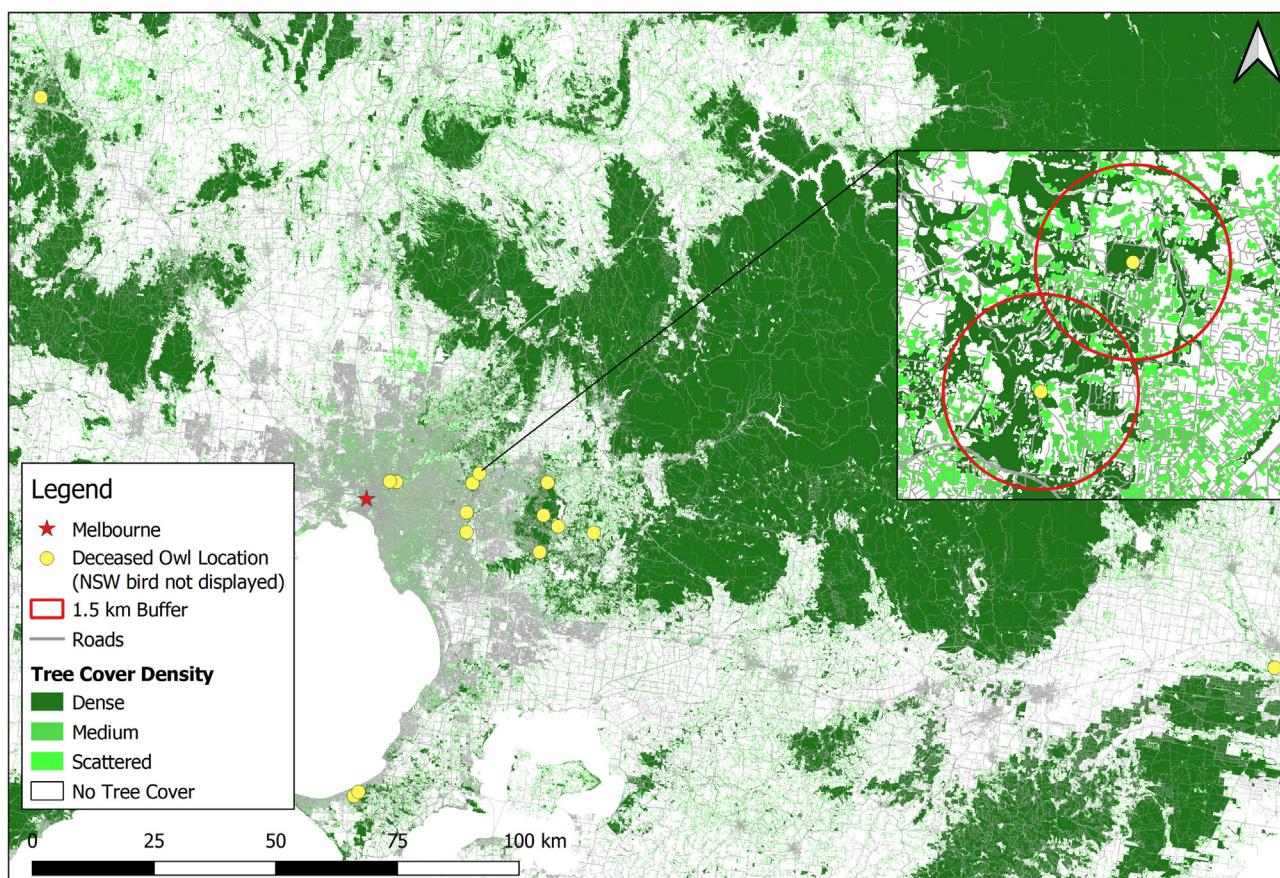 Legend
Melbourne
Deceased Owl Location
(NSW bird not displayed)
1.5 km Buffer
Roads
Tree Cover Density
Dense
Medium
Scattered
No Tree Cover
0 25 50 75 100 km